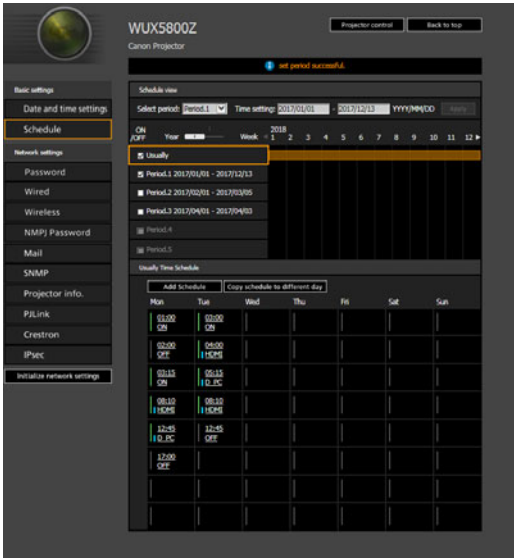 WUX5800Z
Projector control
Back to top
Canon Projector
set period successful.
Basic settings
Date and time settings
Schedule
Network settings
Password
Wired
Wireless
NMPJ Password
Mail
SNMP
Projector info.
PJLink
Crestron
IPsec
Initialize network settings
Schedule view
Select period: Period.1 Time setting: 2017/01/01 - 2017/12/13 YYYY/MM/DD Apply
ON/OFF Year Week 2018
1 2 3 4 5 6 7 8 9 10 11 12
Usually
Period.1 2017/01/01 - 2017/12/13
Period.2 2017/02/01 - 2017/03/05
Period.3 2017/04/01 - 2017/04/03
Period.4
Period.5
Usually Time Schedule
Add Schedule Copy schedule to different day
Mon Tue Wed Thu Fri Sat Sun
01:00 03:00
ON ON
02:00 04:00
OFF HDMI
03:15 05:15
ON D_PC
08:10 08:10
HDMI HDMI
12:45 12:45
D_PC OFF
17:00
OFF